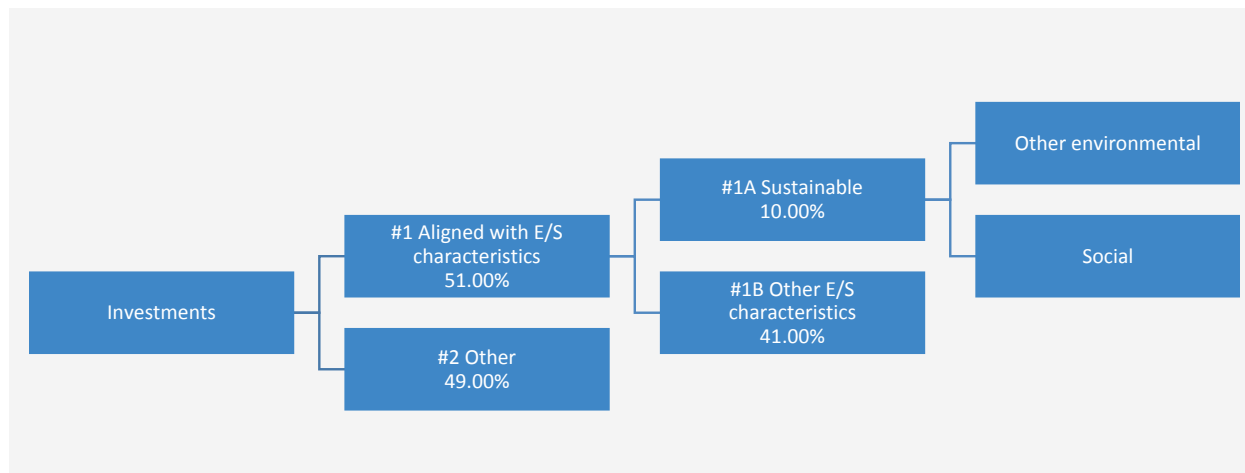 Investments
#1 Aligned with E/S
characteristics
51.00%
#2 Other
49.00%
#1A Sustainable
10.00%
#1B Other E/S
characteristics
41.00%
Other environmental
Social